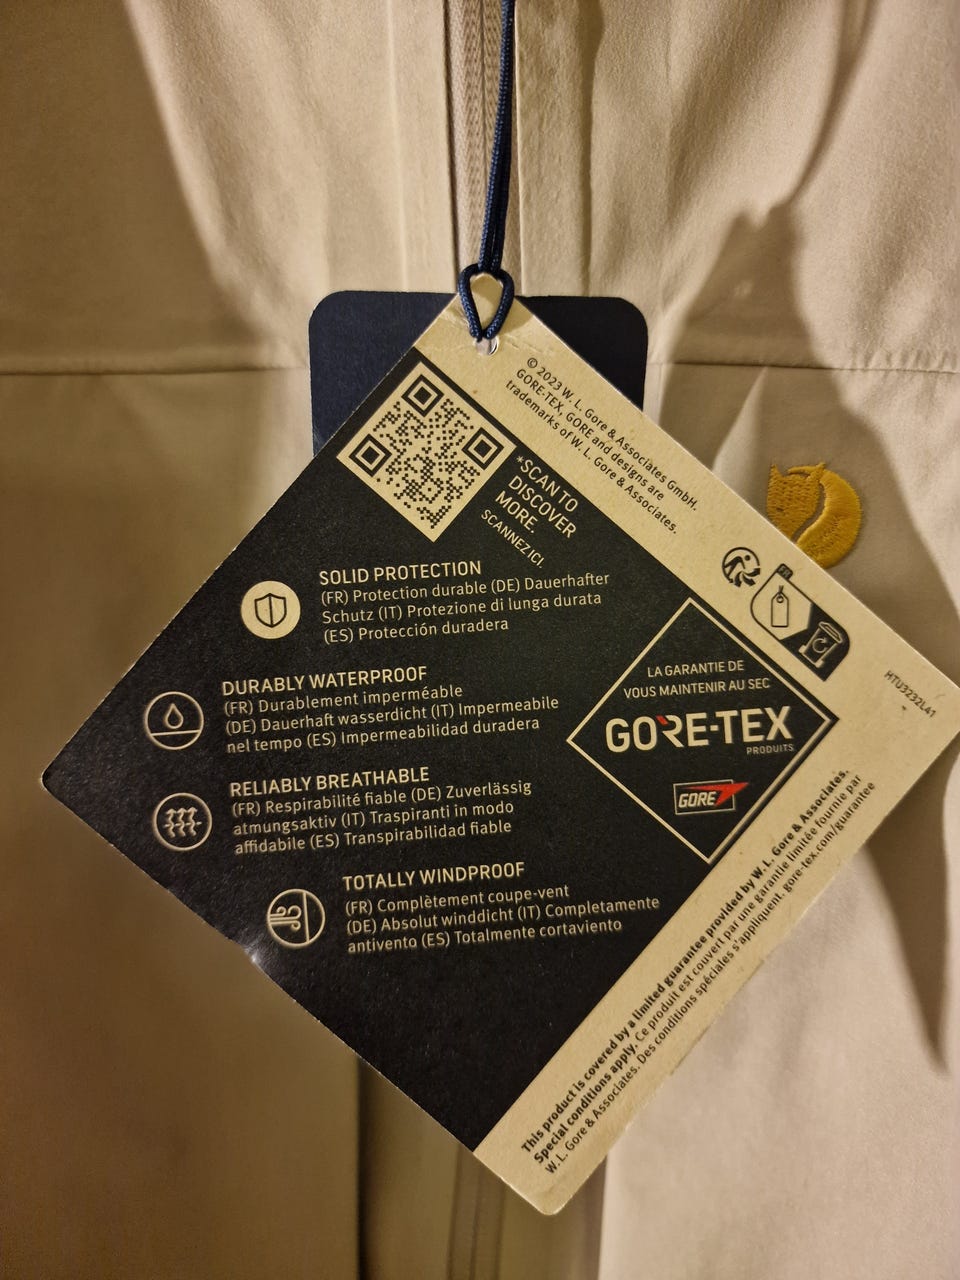 © 2023 W. L. Gore & Associates GmbH.
GORE-TEX, GORE and designs are
trademarks of W. L. Gore & Associates.
*SCAN TO
DISCOVER
MORE.
SCANNEZ ICI.
SOLID PROTECTION
(FR) Protection durable (DE) Dauerhafter
Schutz (IT) Protezione di lunga durata
(ES) Protección duradera
DURABLY WATERPROOF
(FR) Durablement imperméable
(DE) Dauerhaft wasserdicht (IT) Impermeabile
nel tempo (ES) Impermeabilidad duradera
RELIABLY BREATHABLE
(FR) Respirabilité fiable (DE) Zuverlässig
atmungsaktiv (IT) Traspiranti in modo
affidabile (ES) Transpirabilidad fiable
TOTALLY WINDPROOF
(FR) Complètement coupe-vent
(DE) Absolut winddicht (IT) Completamente
antivento (ES) Totalmente cortaviento
FR
LA GARANTIE DE
VOUS MAINTENIR AU SEC
GORE-TEX
PRODUITS
GORE
HTU3232L41
This product is covered by a limited guarantee provided by W. L. Gore & Associates.
Special conditions apply. Ce produit est couvert par une garantie limitée fournie par
W. L. Gore & Associates. Des conditions spéciales s'appliquent. gore-tex.com/guarantee